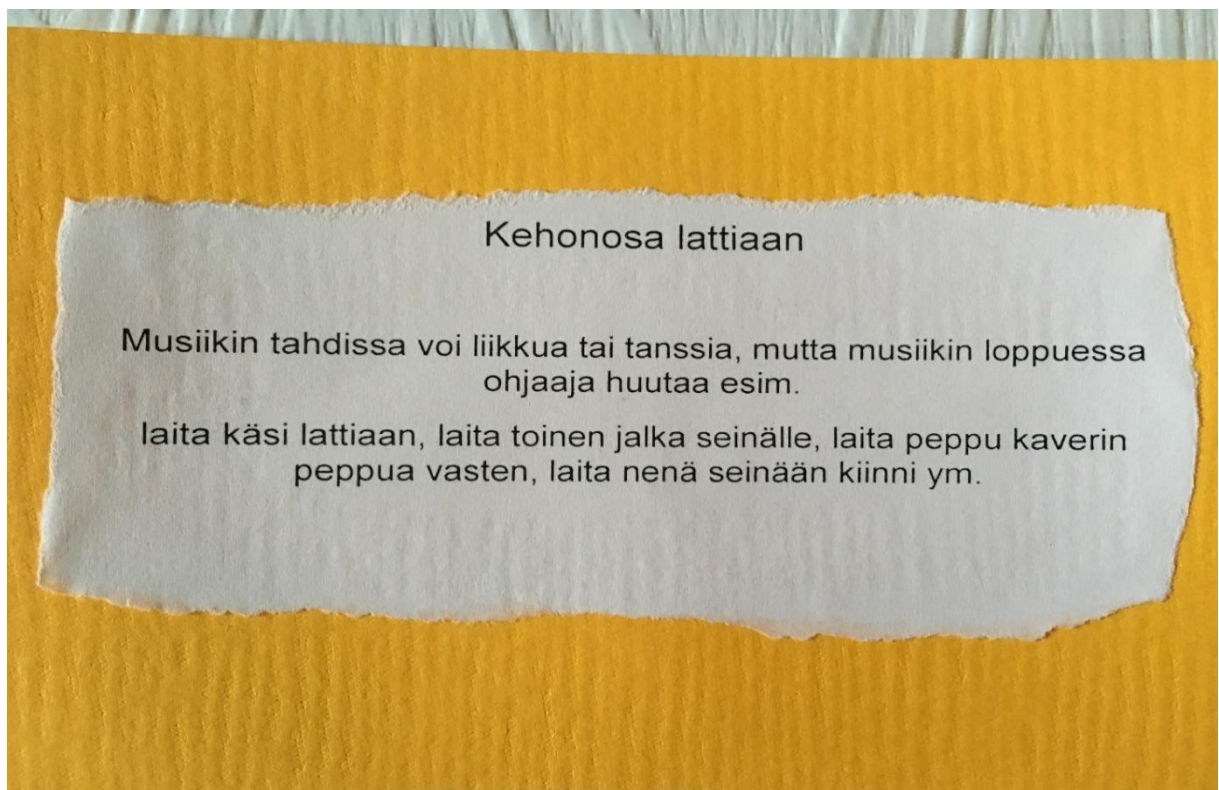 Kehonosa lattiaan
Musiikin tahdissa voi liikkua tai tanssia, mutta musiikin loppuessa
ohjaaja huutaa esim.
laita käsi lattiaan, laita toinen jalka seinälle, laita peppu kaverin
peppua vasten, laita nenä seinään kiinni ym.